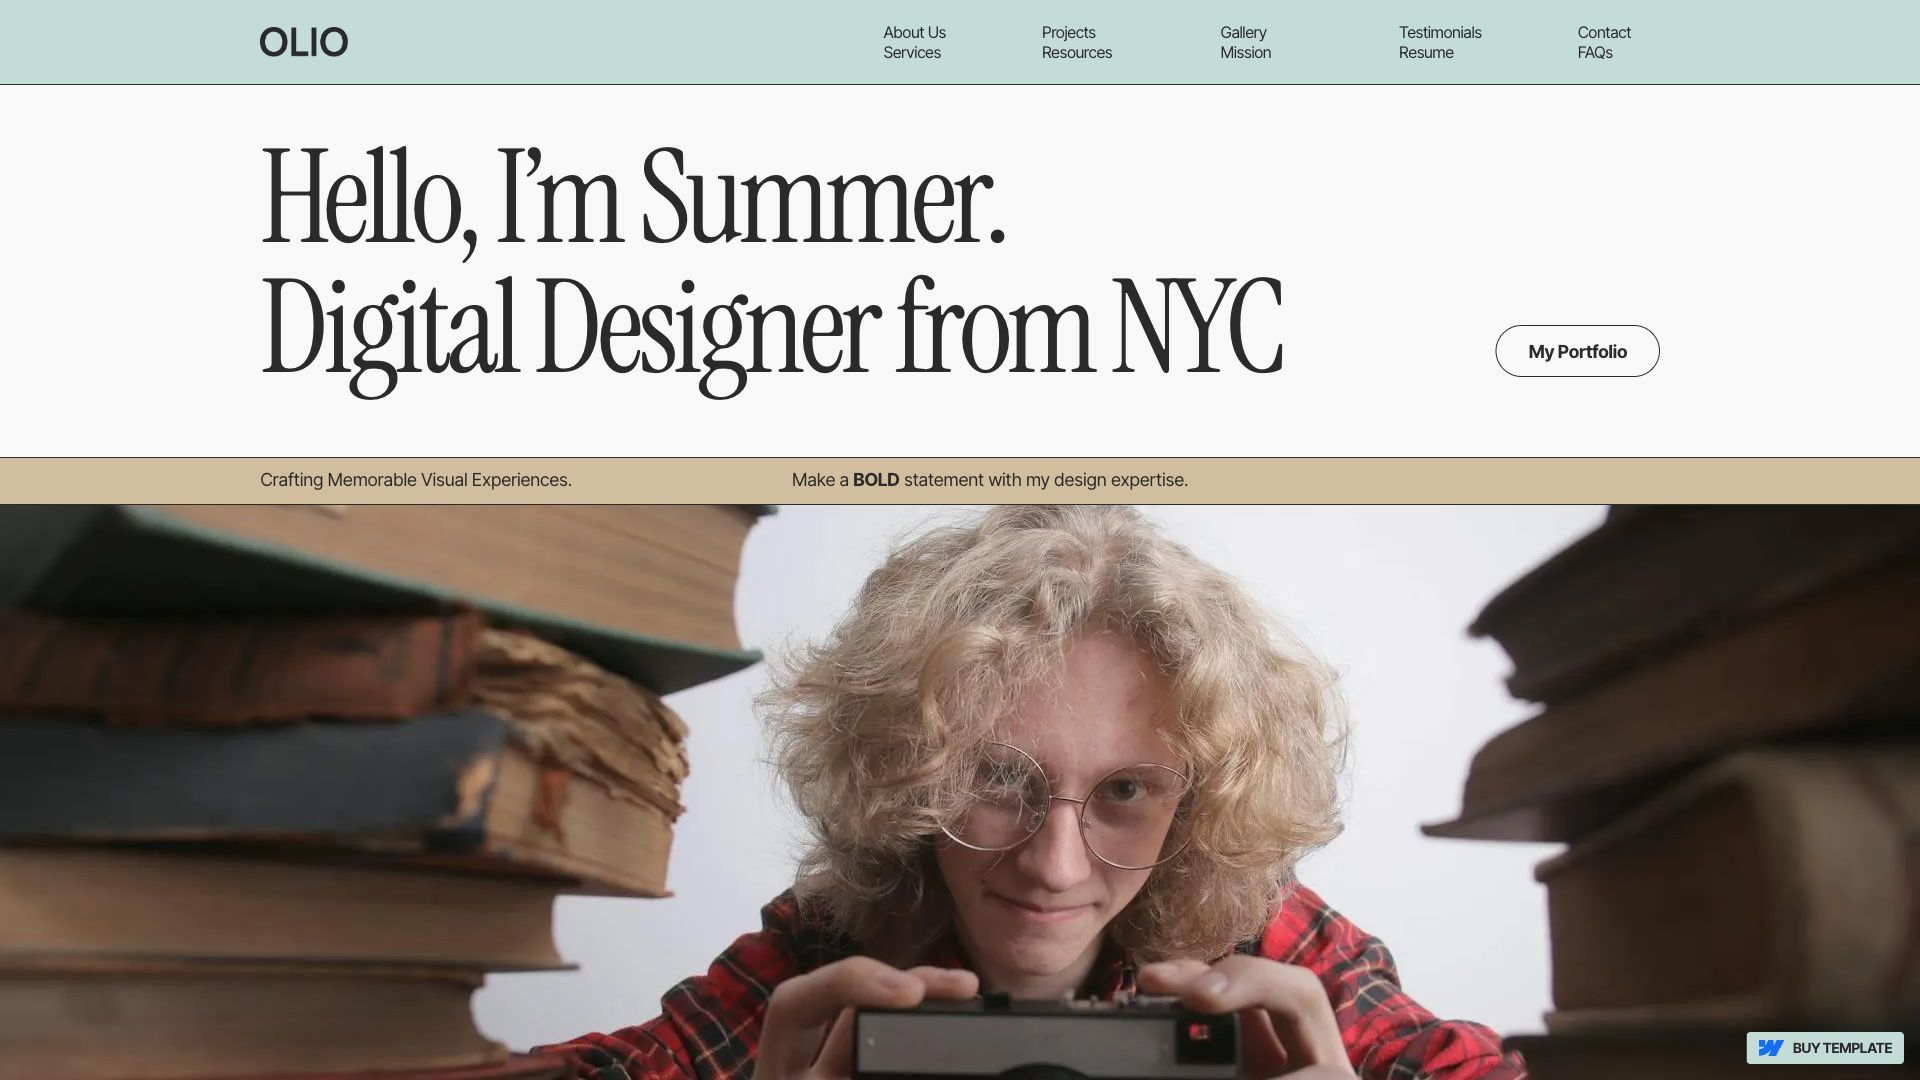 OLIO
About Us
Services
Projects
Resources
Gallery
Mission
Testimonials
Resume
Contact
FAQs
Hello, I’m Summer.
Digital Designer from NYC
My Portfolio
Crafting Memorable Visual Experiences.
Make a BOLD statement with my design expertise.
BUY TEMPLATE